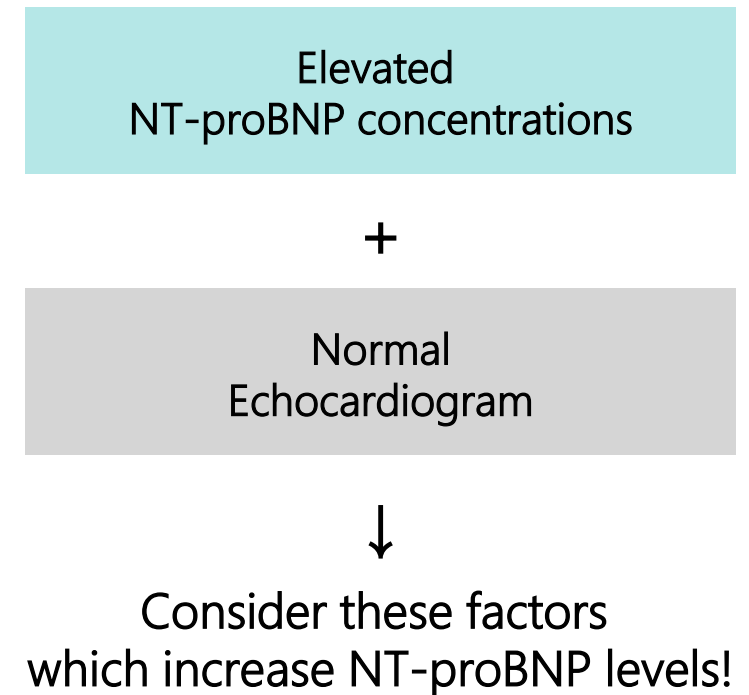 Elevated
NT-proBNP concentrations
+
Normal
Echocardiogram
↓
Consider these factors
which increase NT-proBNP levels!